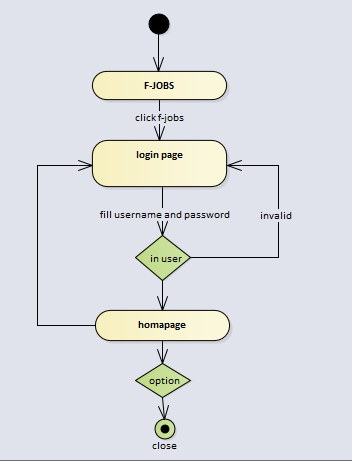 F-JOBS
click f-jobs
login page
fill username and password
invalid
in user
homapage
option
close